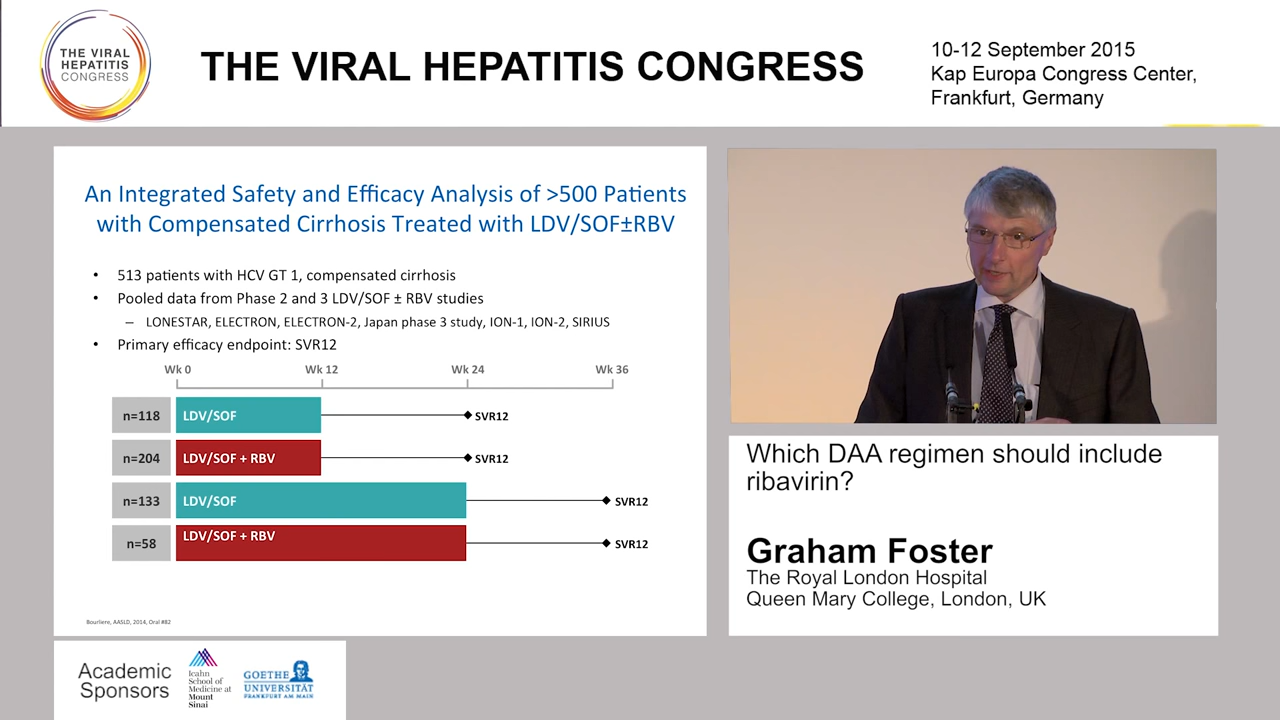 THE VIRAL
HEPATITIS
CONGRESS
THE VIRAL HEPATITIS CONGRESS
10-12 September 2015
Kap Europa Congress Center,
Frankfurt, Germany
An Integrated Safety and Efficacy Analysis of >500 Patients
with Compensated Cirrhosis Treated with LDV/SOF±RBV
• 513 patients with HCV GT 1, compensated cirrhosis
• Pooled data from Phase 2 and 3 LDV/SOF ± RBV studies
– LONESTAR, ELECTRON, ELECTRON-2, Japan phase 3 study, ION-1, ION-2, SIRIUS
• Primary efficacy endpoint: SVR12
Wk 0 Wk 12 Wk 24 Wk 36
n=118 LDV/SOF SVR12
n=204 LDV/SOF + RBV SVR12
n=133 LDV/SOF SVR12
n=58 LDV/SOF + RBV SVR12
Bourliere, AASLD, 2014, Oral #82
Which DAA regimen should include
ribavirin?
Graham Foster
The Royal London Hospital
Queen Mary College, London, UK
Academic
Sponsors
Icahn
School of
Medicine at
Mount
Sinai
GOETHE
UNIVERSITÄT
FRANKFURT AM MAIN